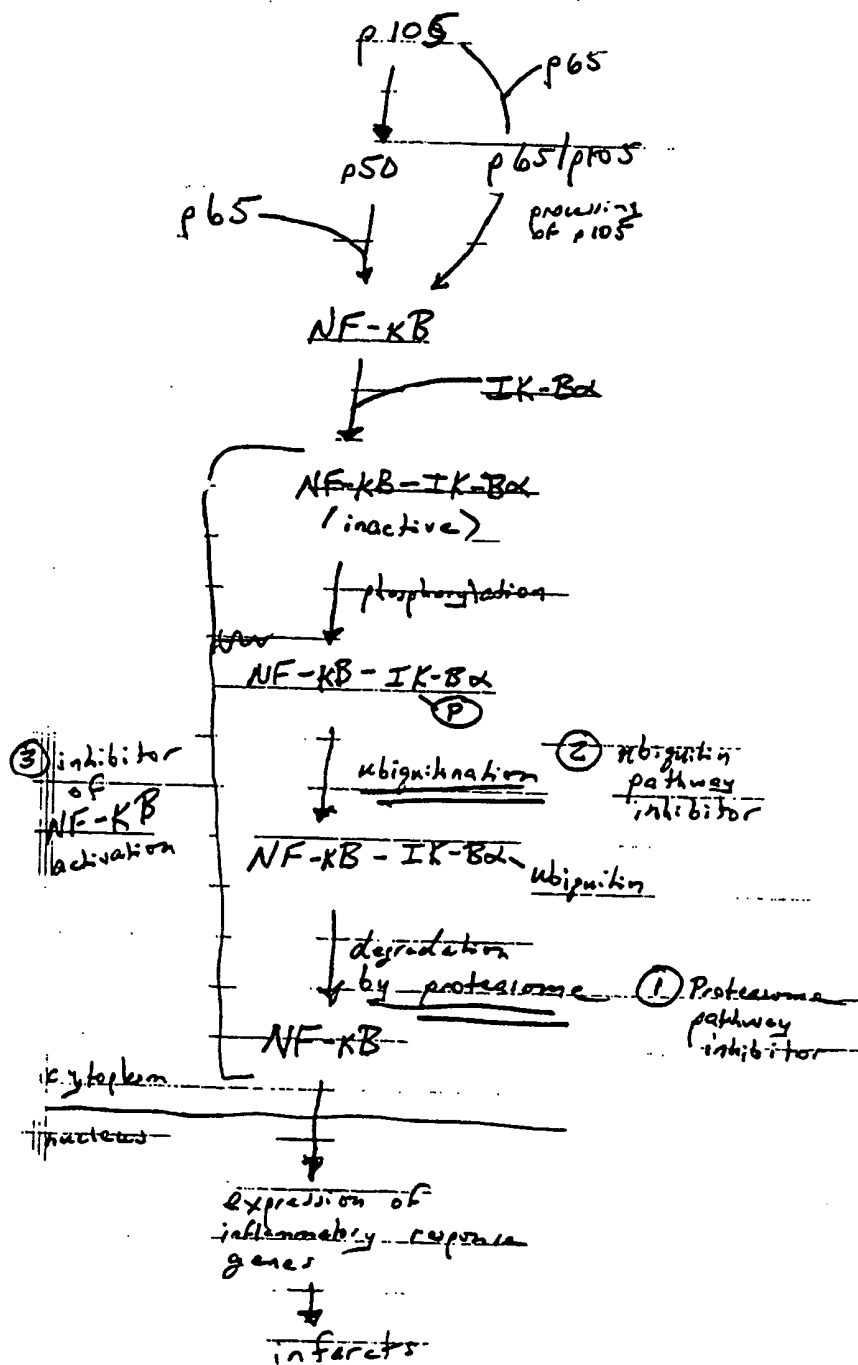 p105
p65
p50
p65/p105
p65
processing
of p105
NF-κB
IK-Bα
NF-κB-IK-Bα
(inactive)
phosphorylation
NF-κB-IK-Bα
P
③ inhibitor
of
NF-κB
activation
ubiquitination
② ubiquitin
pathway
inhibitor
NF-κB-IK-Bα
ubiquitin
degradation
by proteasome
① Proteasome
pathway
inhibitor
NF-κB
nucleus
expression of
inflammatory response
genes
infarcts